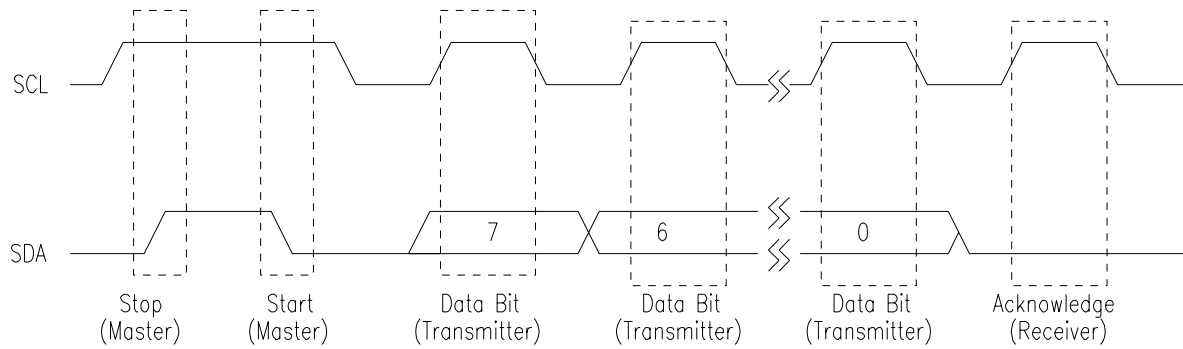 SCL
SDA
7
6
0
Stop
(Master)
Start
(Master)
Data Bit
(Transmitter)
Data Bit
(Transmitter)
Data Bit
(Transmitter)
Acknowledge
(Receiver)